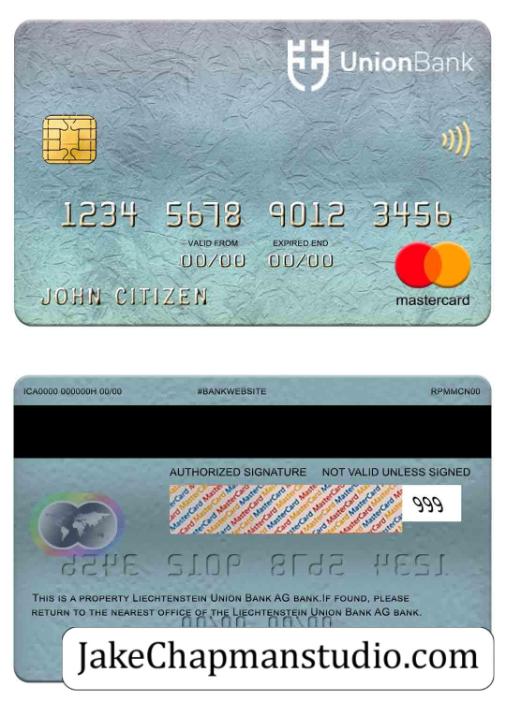 UnionBank
1234 5678 9012 3456
VALID FROM EXPIRED END
00/00 00/00
JOHN CITIZEN
mastercard
ICA0000 000000H 00/00 #BANKWEBSITE RPMMCN00
AUTHORIZED SIGNATURE NOT VALID UNLESS SIGNED
999
THIS IS A PROPERTY LIECHTENSTEIN UNION BANK AG BANK.IF FOUND, PLEASE
RETURN TO THE NEAREST OFFICE OF THE LIECHTENSTEIN UNION BANK AG BANK.
JakeChapmanstudio.com